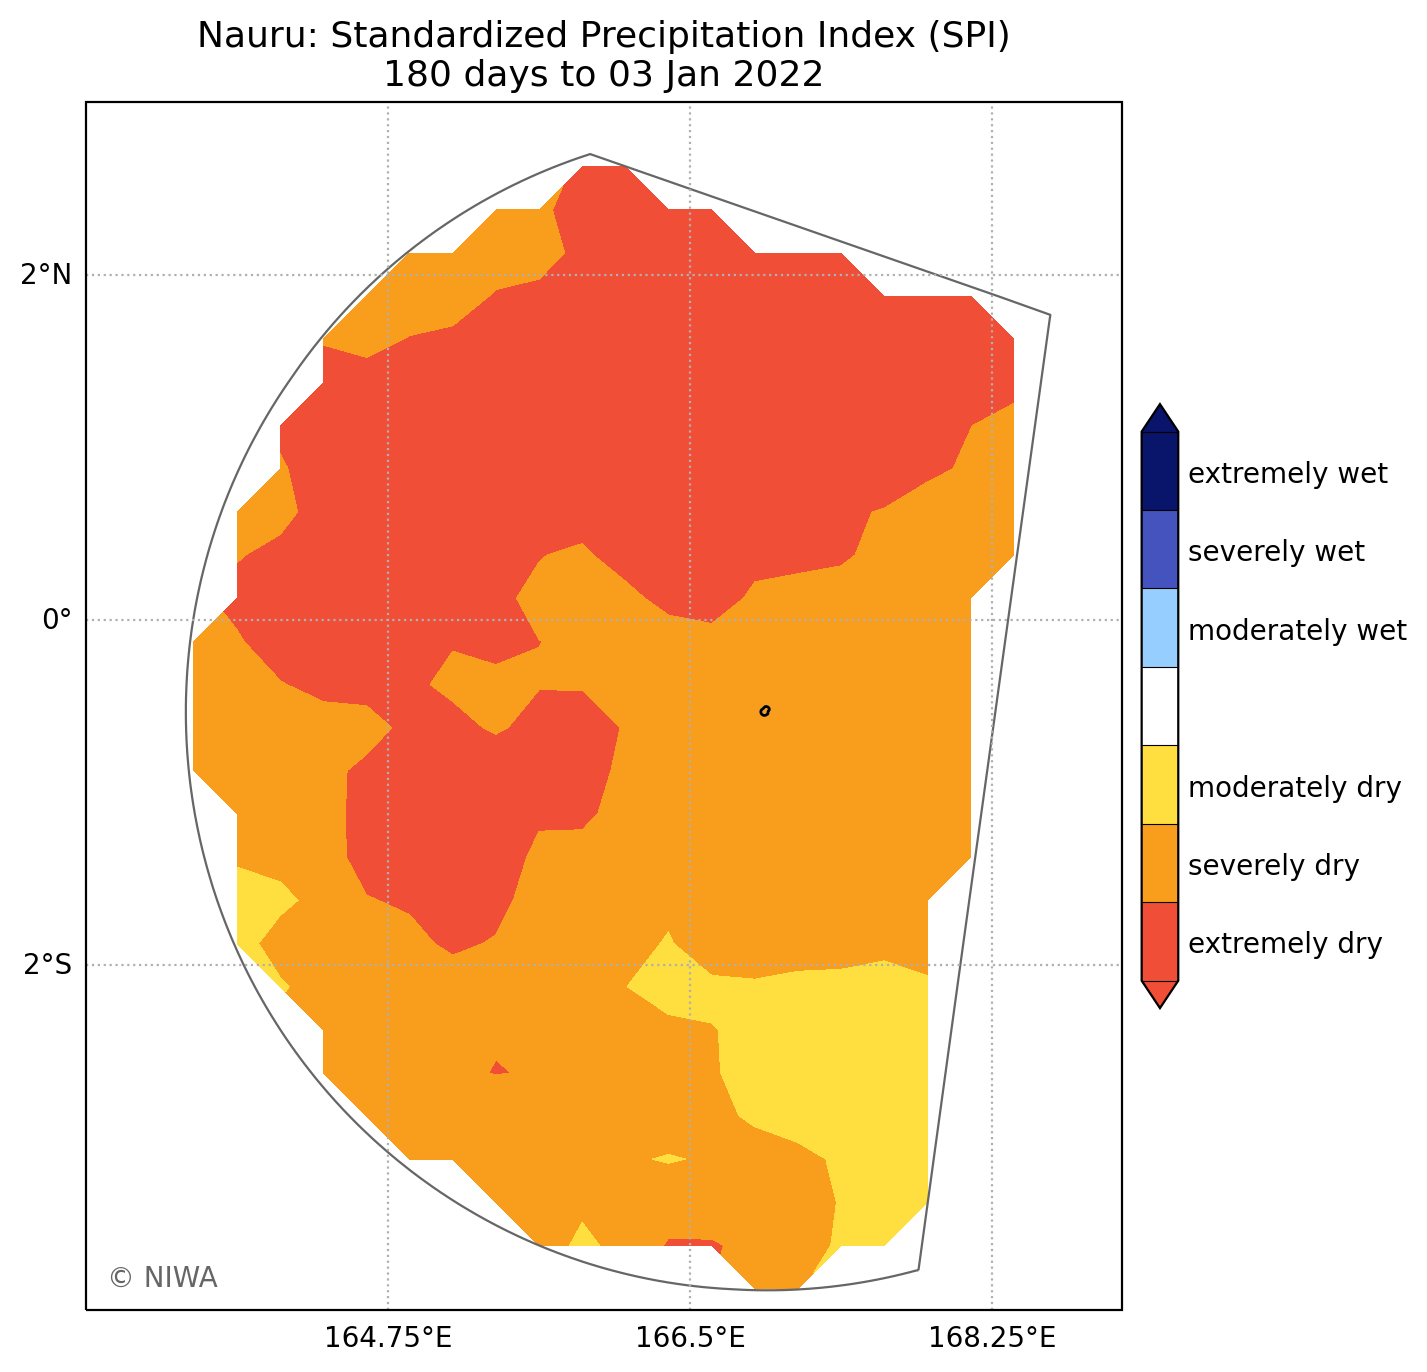 Nauru: Standardized Precipitation Index (SPI)
180 days to 03 Jan 2022
2°N
0°
2°S
164.75°E
166.5°E
168.25°E
© NIWA
extremely wet
severely wet
moderately wet
moderately dry
severely dry
extremely dry